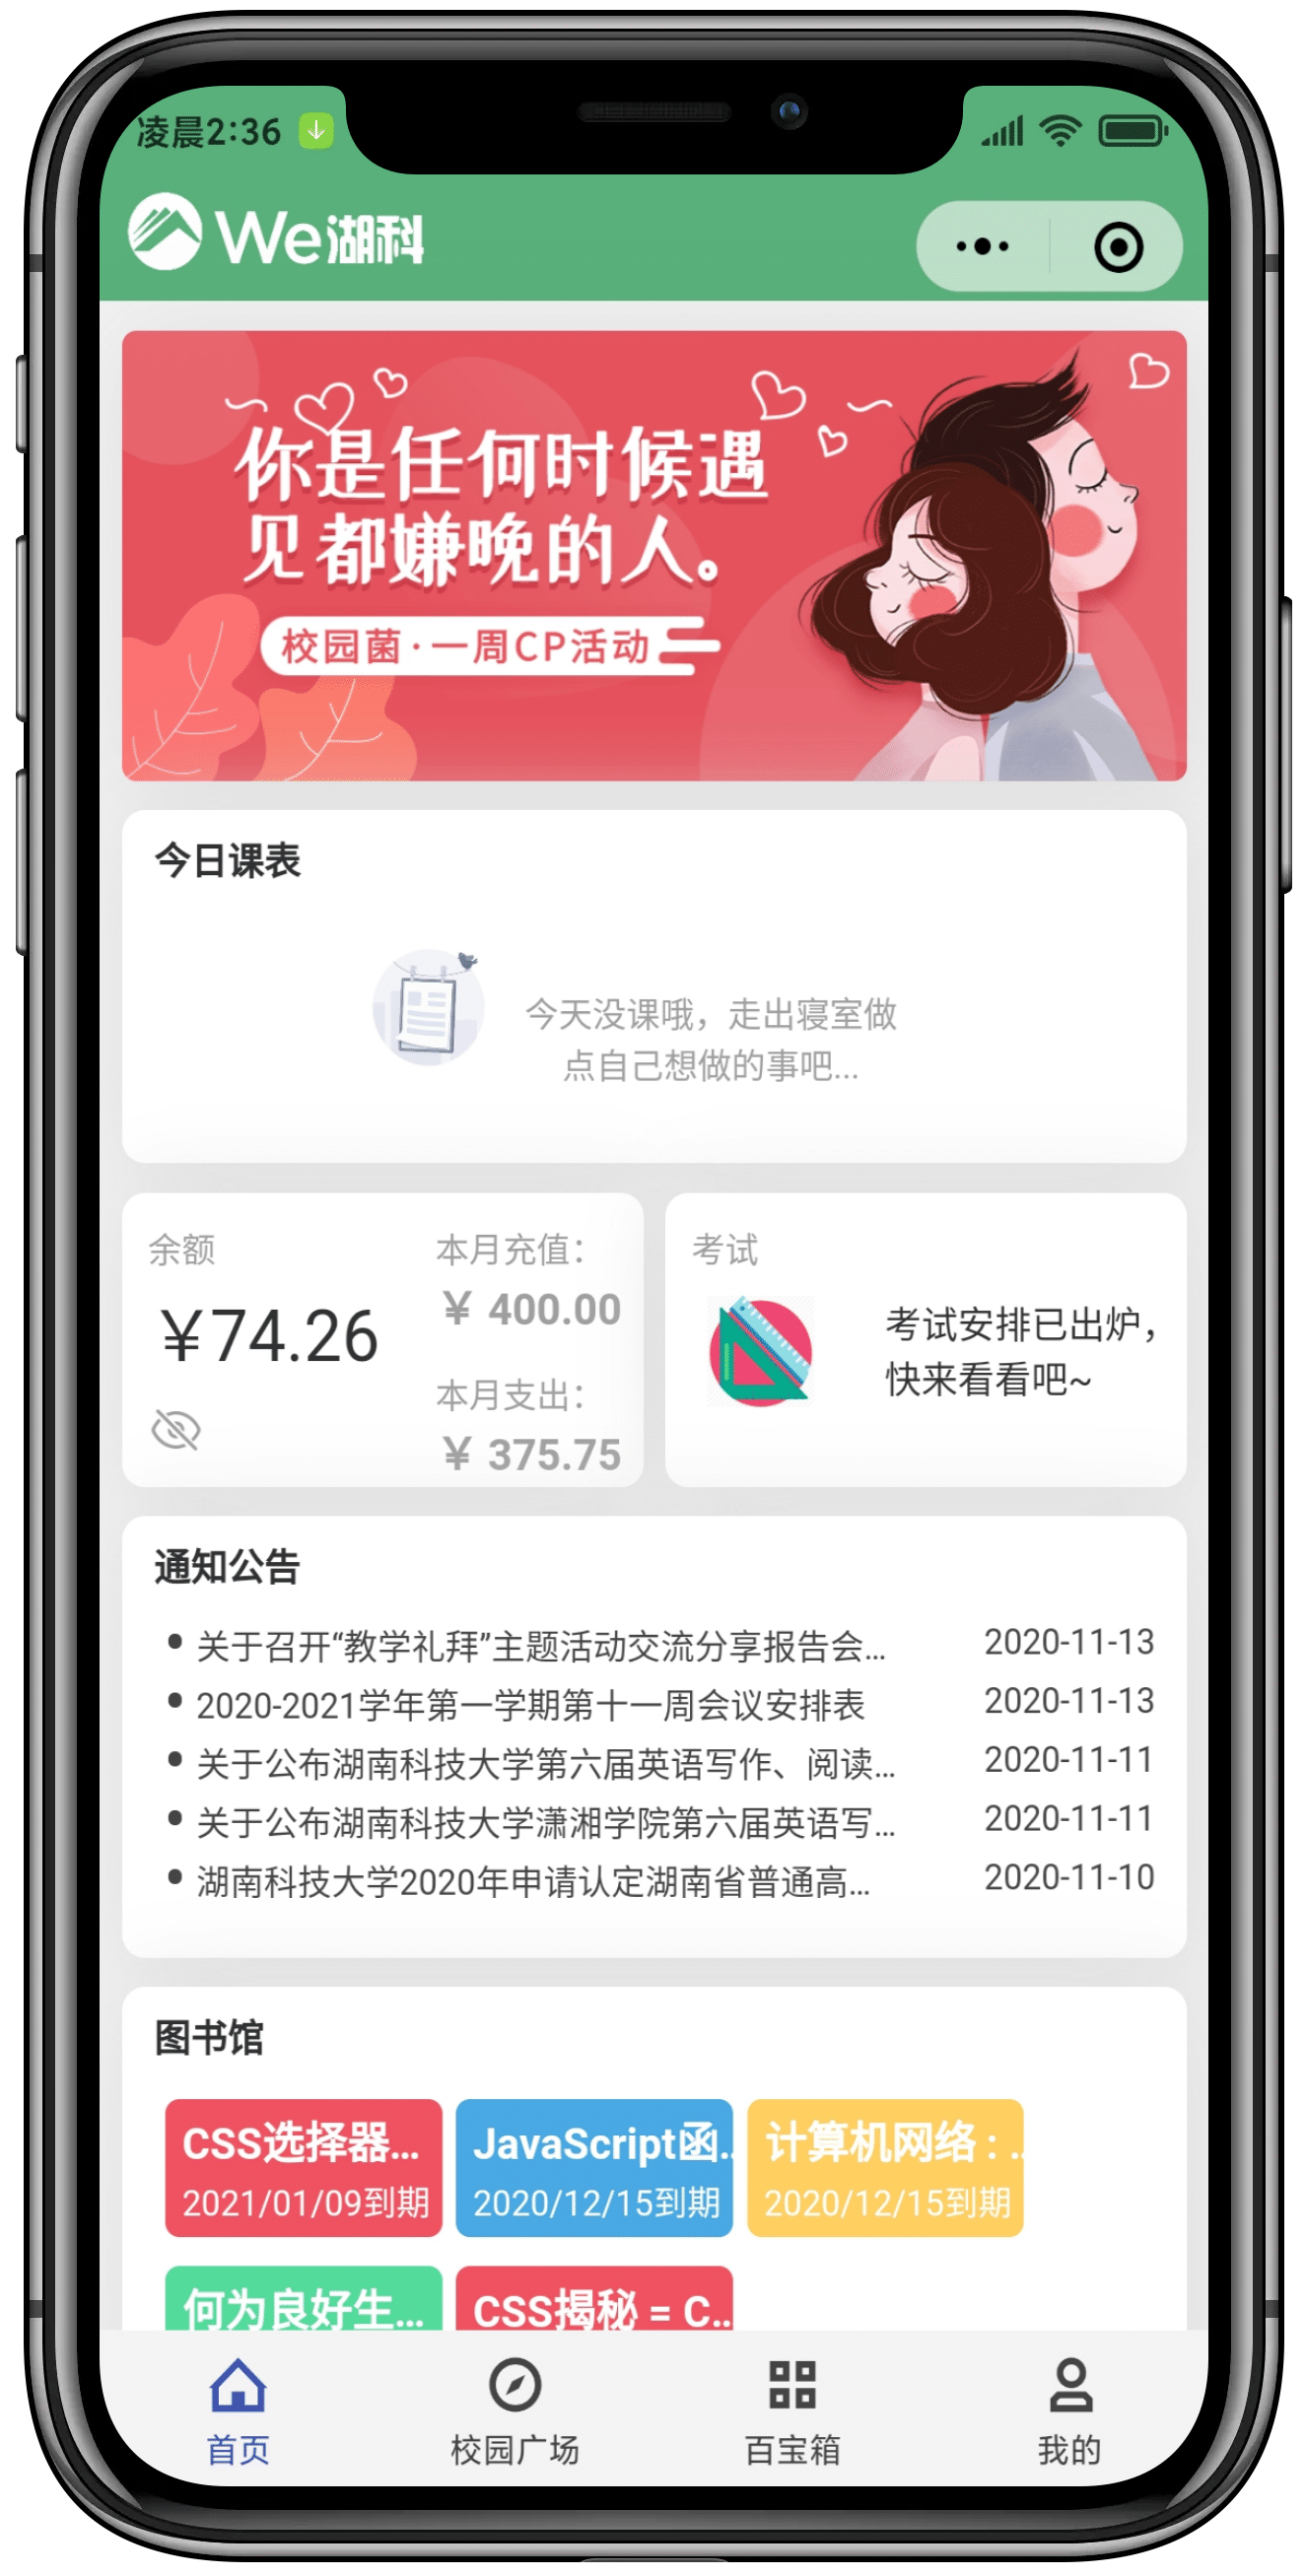 凌晨2:36
We湖科
你是任何时候遇
见都嫌晚的人。
校园菌·一周CP活动
今日课表
今天没课哦，走出寝室做
点自己想做的事吧...
余额
¥74.26
本月充值：
¥ 400.00
本月支出：
¥ 375.75
考试
考试安排已出炉，
快来看看吧~
通知公告
关于召开“教学礼拜”主题活动交流分享报告会... 2020-11-13
2020-2021学年第一学期第十一周会议安排表 2020-11-13
关于公布湖南科技大学第六届英语写作、阅读... 2020-11-11
关于公布湖南科技大学潇湘学院第六届英语写... 2020-11-11
湖南科技大学2020年申请认定湖南省普通高... 2020-11-10
图书馆
CSS选择器...
2021/01/09到期
JavaScript函..
2020/12/15到期
计算机网络 : ..
2020/12/15到期
何为良好生...
CSS揭秘 = C..
首页
校园广场
百宝箱
我的